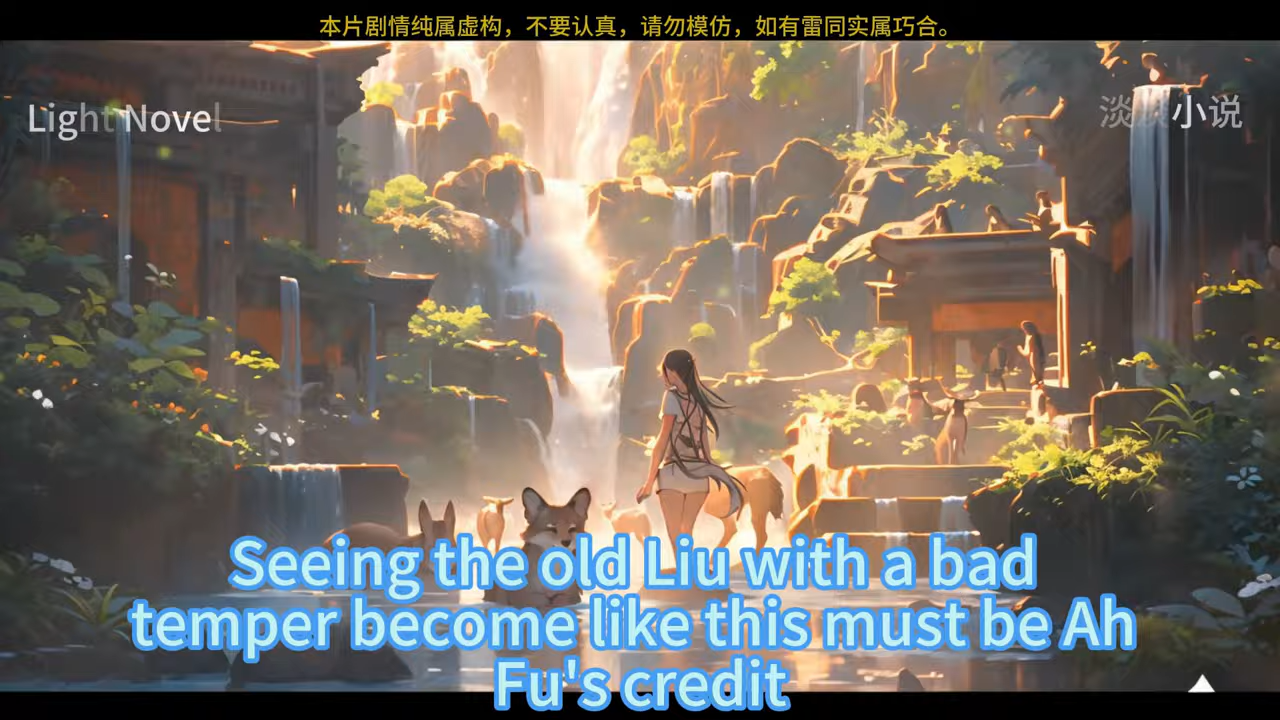 本片剧情纯属虚构，不要认真，请勿模仿，如有雷同实属巧合。
Light Novel
淡淡小说
Seeing the old Liu with a bad
temper become like this must be Ah
Fu's credit